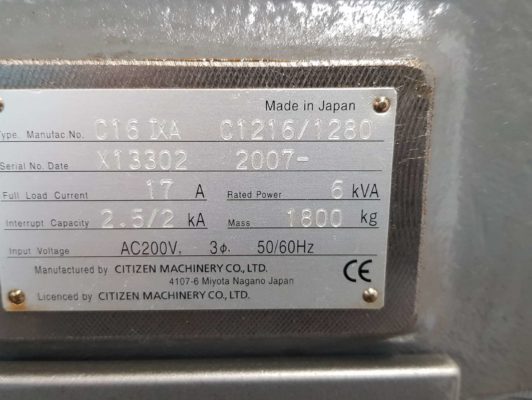 Made in Japan
Type. Manufac No. C16 IXA C1216/1280
Serial No. Date X13302 2007-
Full Load Current 17 A Rated Power 6 kVA
Interrupt Capacity 2.5/2 kA Mass 1800 kg
Input Voltage AC200V, 3φ, 50/60Hz
Manufactured by CITIZEN MACHINERY CO., LTD.
4107-6 Miyota Nagano Japan
Licenced by CITIZEN MACHINERY CO., LTD.
CE